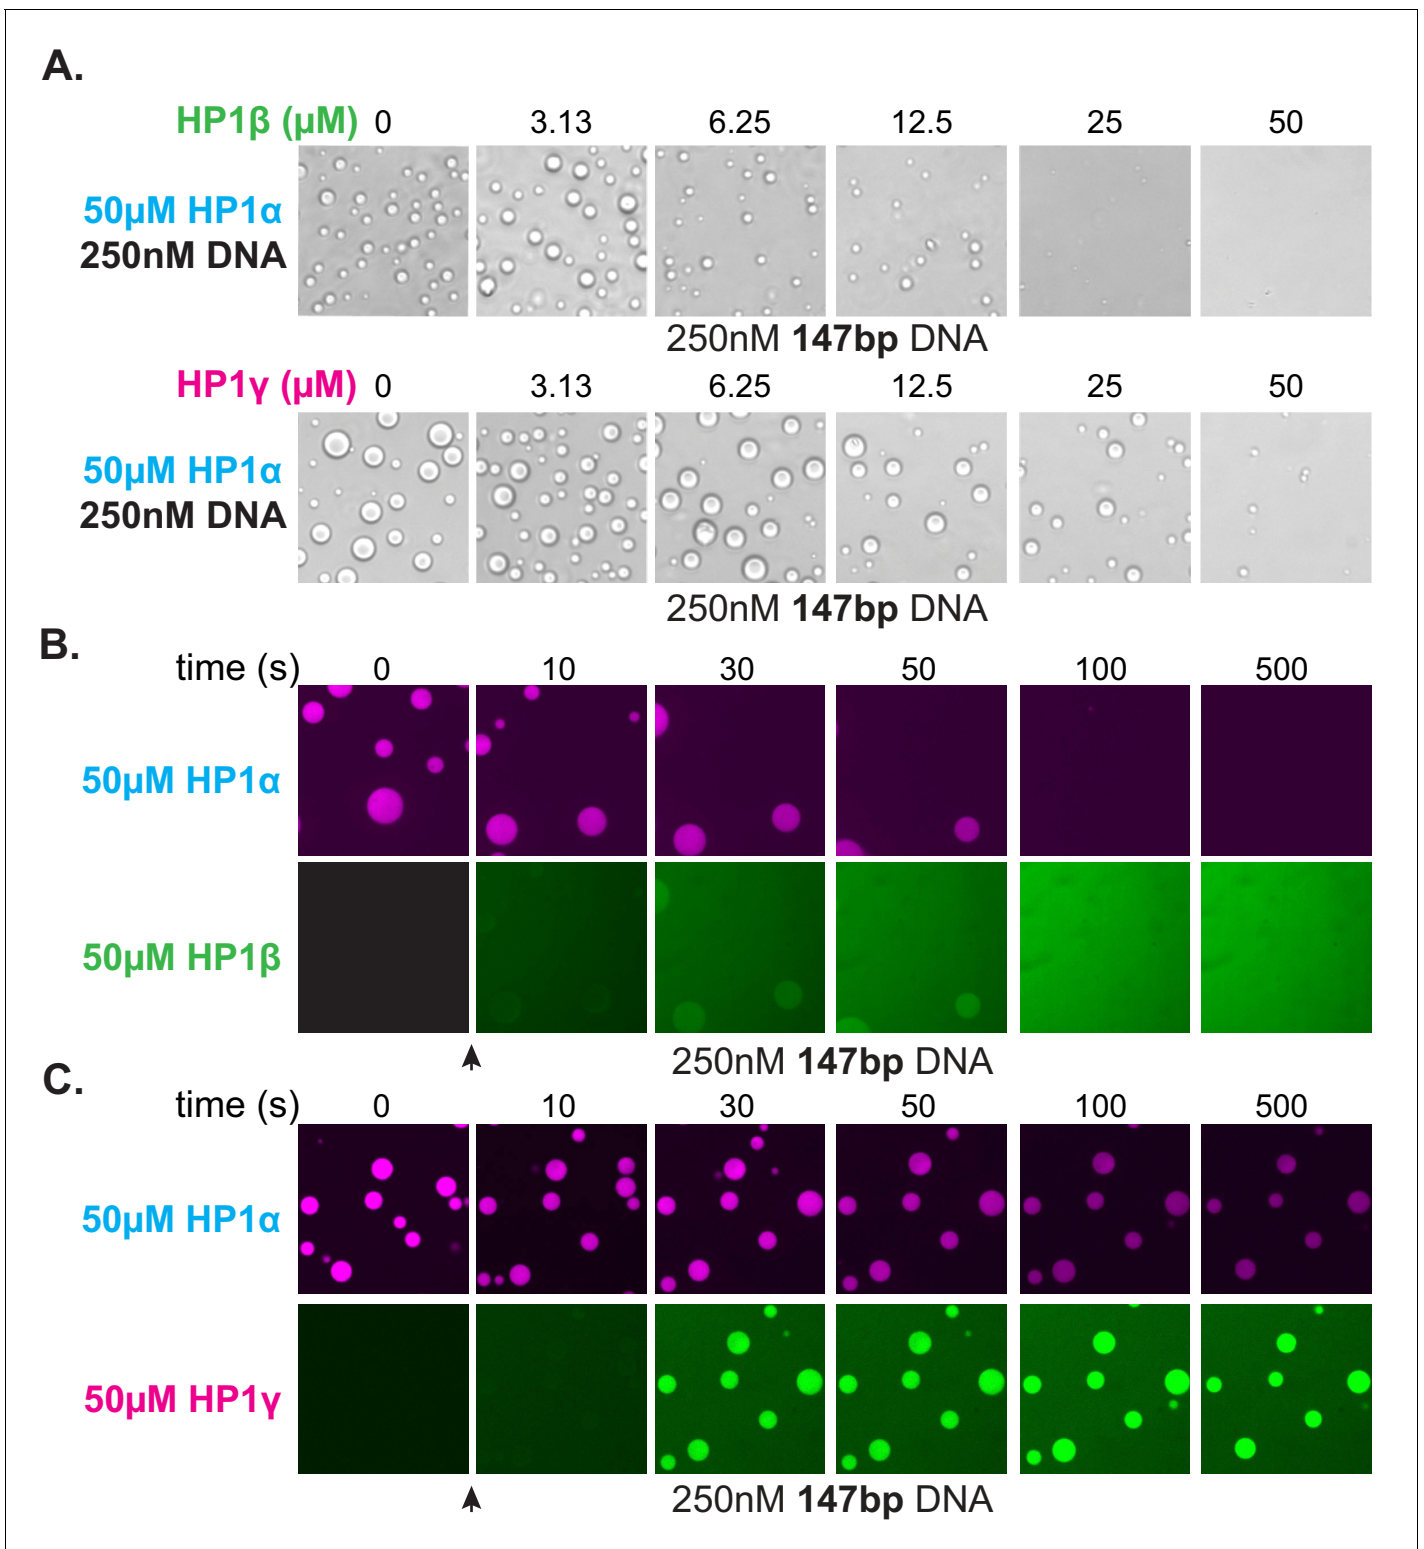 A.
HP1β (µM) 0 3.13 6.25 12.5 25 50
50µM HP1α
250nM DNA
250nM 147bp DNA
HP1γ (µM) 0 3.13 6.25 12.5 25 50
50µM HP1α
250nM DNA
250nM 147bp DNA
B.
time (s) 0 10 30 50 100 500
50µM HP1α
50µM HP1β
250nM 147bp DNA
C.
time (s) 0 10 30 50 100 500
50µM HP1α
50µM HP1γ
250nM 147bp DNA